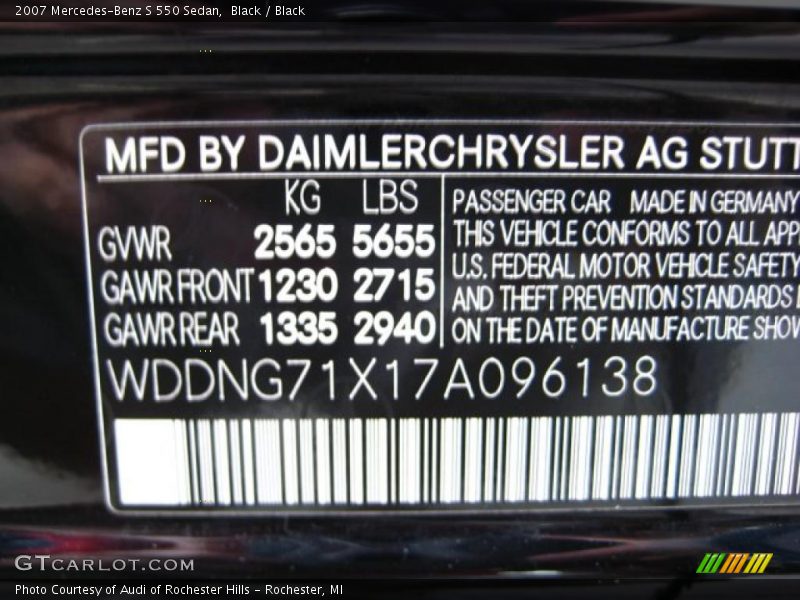 2007 Mercedes-Benz S 550 Sedan, Black / Black
MFD BY DAIMLERCHRYSLER AG STUTT
KG LBS
GVWR 2565 5655
GAWR FRONT 1230 2715
GAWR REAR 1335 2940
PASSENGER CAR MADE IN GERMANY
THIS VEHICLE CONFORMS TO ALL APP
U.S. FEDERAL MOTOR VEHICLE SAFETY
AND THEFT PREVENTION STANDARDS
ON THE DATE OF MANUFACTURE SHOW
WDDNG71X17A096138
GTCARLOT.COM
Photo Courtesy of Audi of Rochester Hills - Rochester, MI